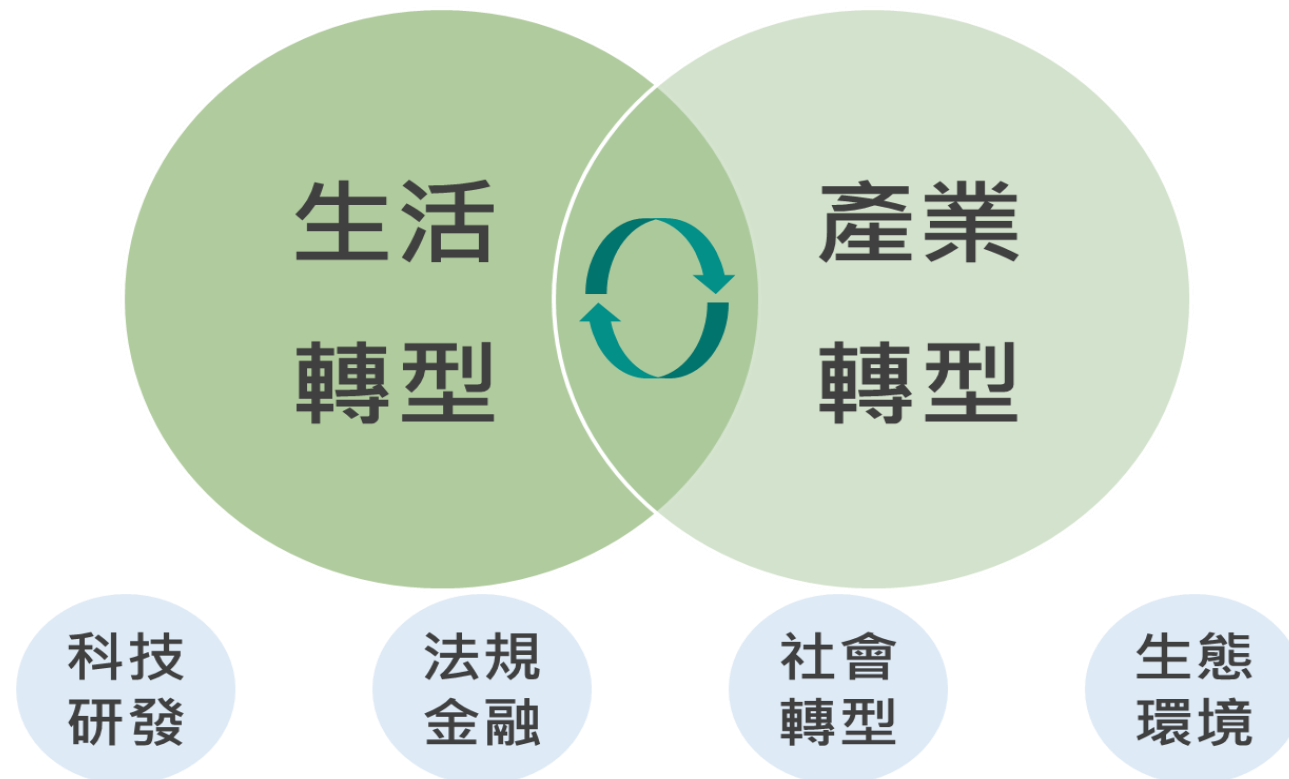 生活
轉型
產業
轉型
科技
研發
法規
金融
社會
轉型
生態
環境